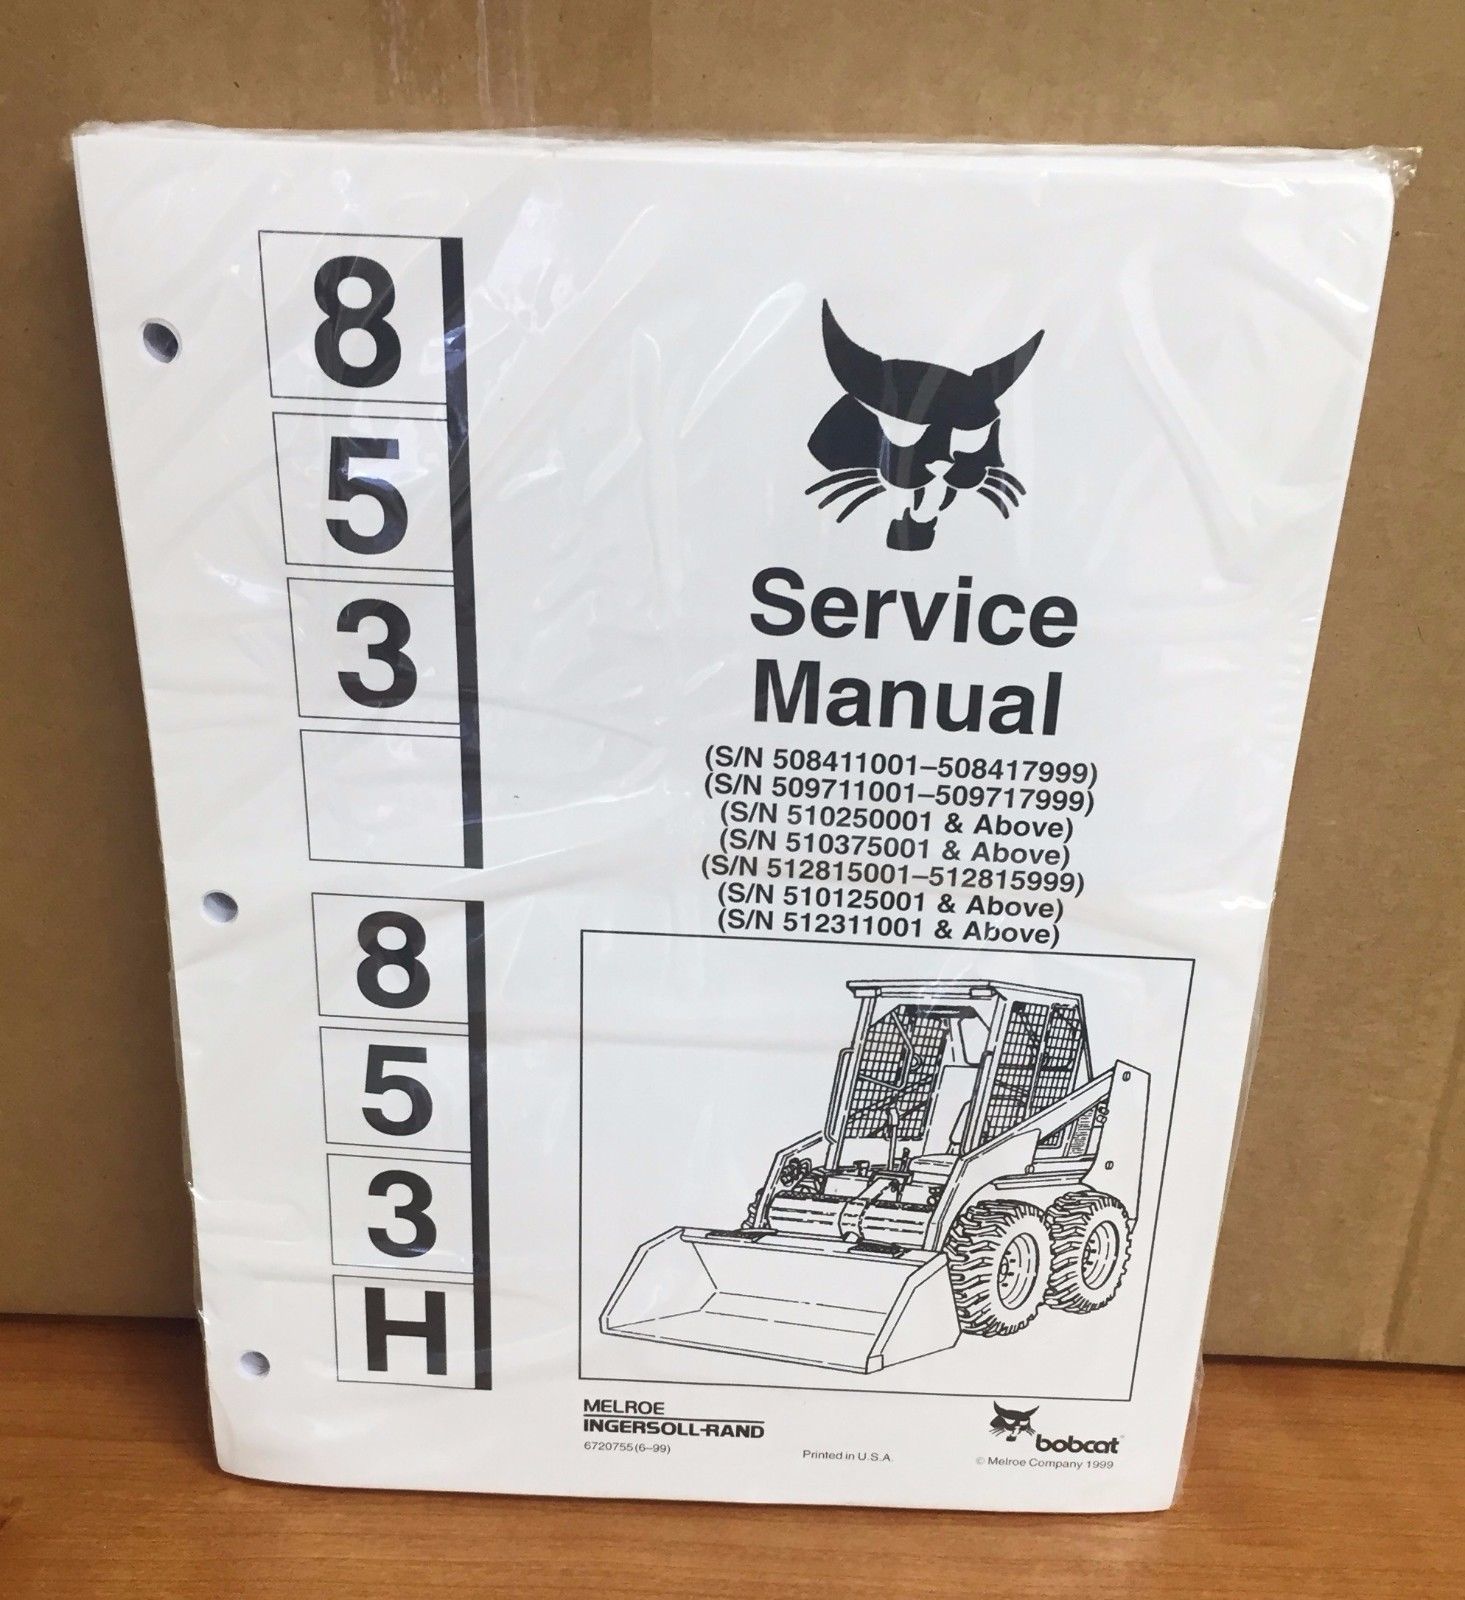 8
5
3
8
5
3
H
Service
Manual
(S/N 508411001–508417999)
(S/N 509711001–509717999)
(S/N 510250001 & Above)
(S/N 510375001 & Above)
(S/N 512815001–512815999)
(S/N 510125001 & Above)
(S/N 512311001 & Above)
MELROE
INGERSOLL-RAND
6720755 (6–99)
Printed in U.S.A.
bobcat
© Melroe Company 1999